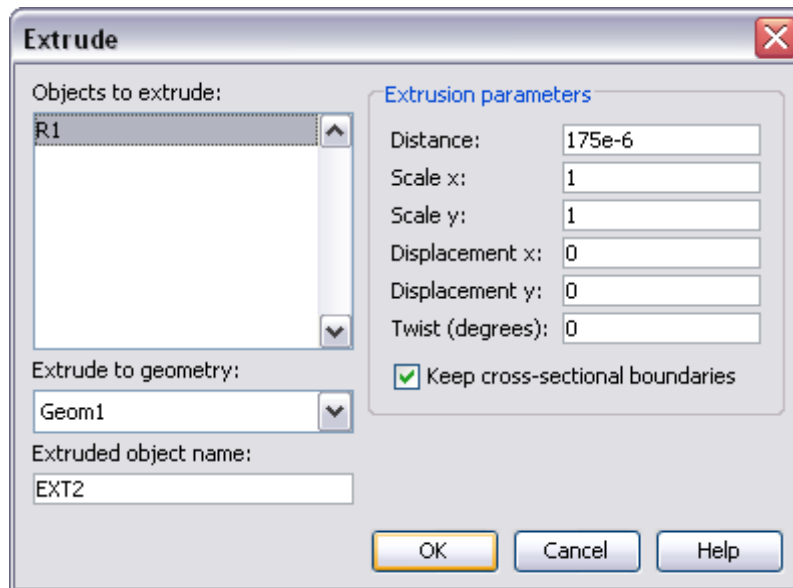 Extrude
Objects to extrude:
R1
Extrude to geometry:
Geom1
Extruded object name:
EXT2
Extrusion parameters
Distance: 175e-6
Scale x: 1
Scale y: 1
Displacement x: 0
Displacement y: 0
Twist (degrees): 0
Keep cross-sectional boundaries
OK Cancel Help